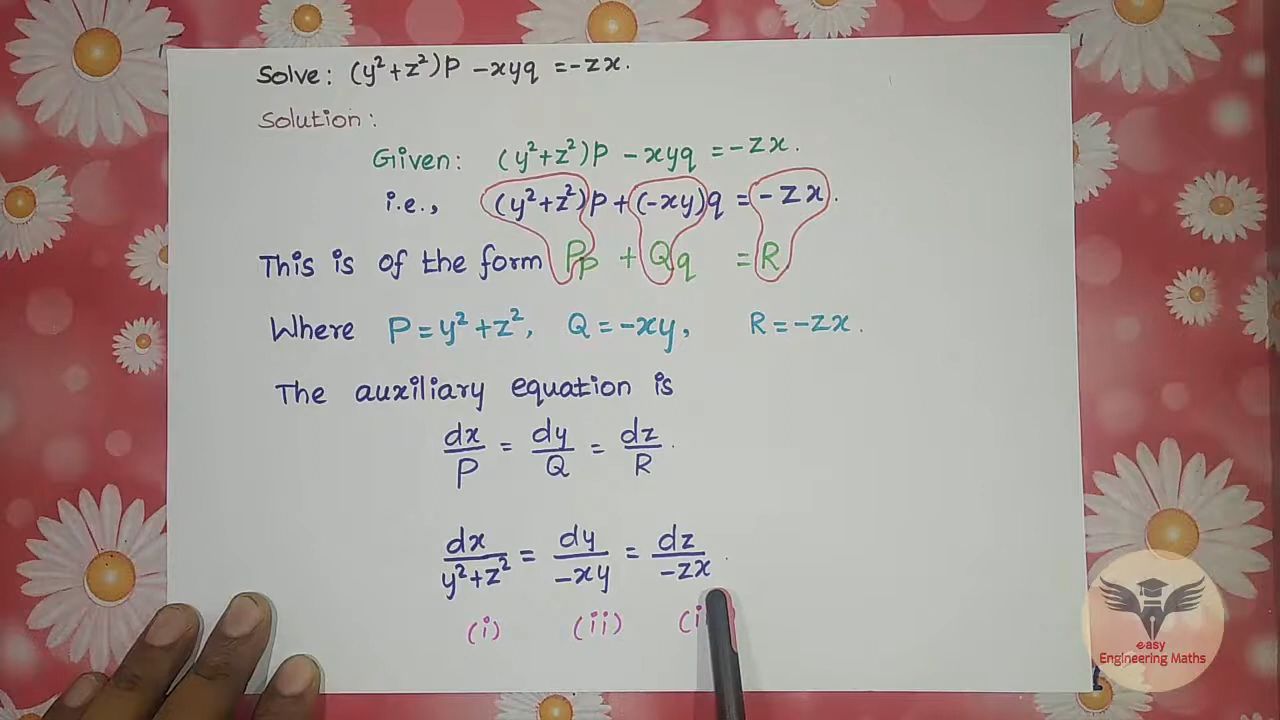 Solve: (y²+z²)p -xyq = -zx.
Solution:
Given: (y²+z²)p -xyq = -zx.
i.e., (y²+z²)p + (-xy)q = -zx.
This is of the form Pp + Qq = R
Where P = y²+z², Q = -xy, R = -zx.
The auxiliary equation is
dx/P = dy/Q = dz/R.
dx/y²+z² = dy/-xy = dz/-zx.
(i) (ii)
easy
Engineering Maths